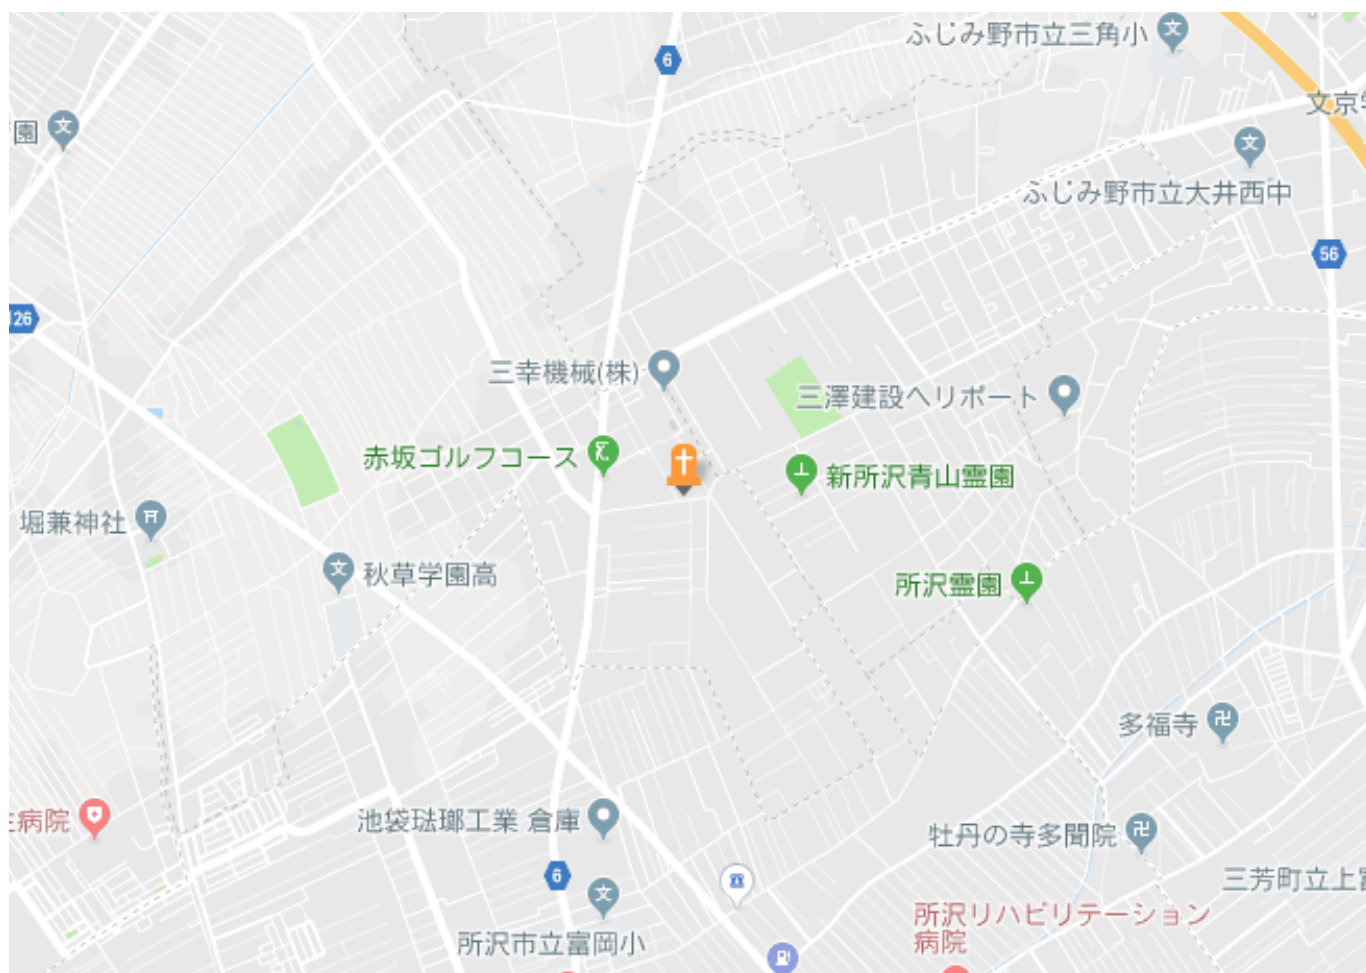 ふじみ野市立三角小
6
文京
園
ふじみ野市立大井西中
56
126
三幸機械(株)
三澤建設ヘリポート
赤坂ゴルフコース
新所沢青山霊園
堀兼神社
秋草学園高
所沢霊園
多福寺
病院
池袋琺瑯工業 倉庫
牡丹の寺多聞院
6
三芳町立上富
所沢リハビリテーション
病院
所沢市立富岡小